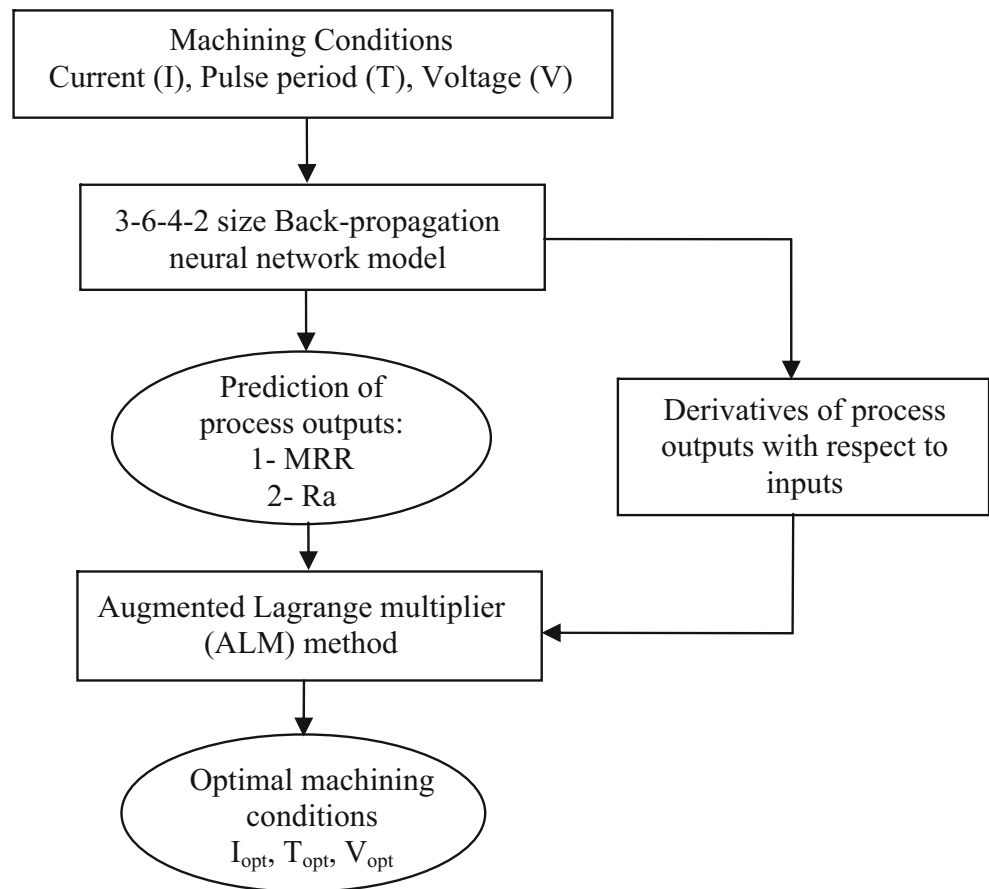 Machining Conditions
Current (I), Pulse period (T), Voltage (V)
3-6-4-2 size Back-propagation
neural network model
Prediction of
process outputs:
1- MRR
2- Ra
Derivatives of process
outputs with respect to
inputs
Augmented Lagrange multiplier
(ALM) method
Optimal machining
conditions
Iopt, Topt, Vopt